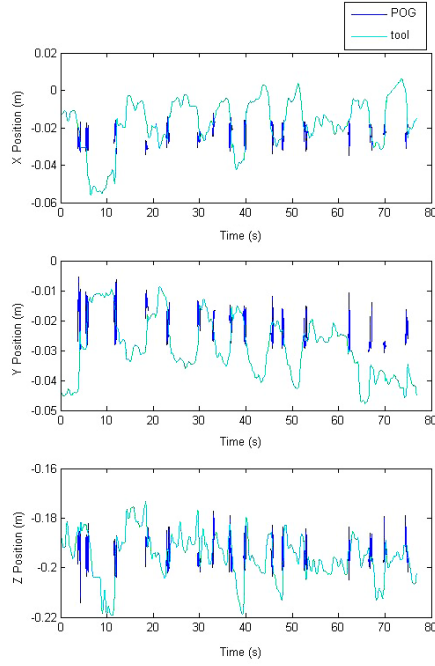 POG
tool
0.02
0
-0.02
-0.04
-0.06
X Position (m)
0 10 20 30 40 50 60 70 80
Time (s)
0
-0.01
-0.02
-0.03
-0.04
-0.05
Y Position (m)
0 10 20 30 40 50 60 70 80
Time (s)
-0.16
-0.18
-0.2
-0.22
Z Position (m)
0 10 20 30 40 50 60 70 80
Time (s)